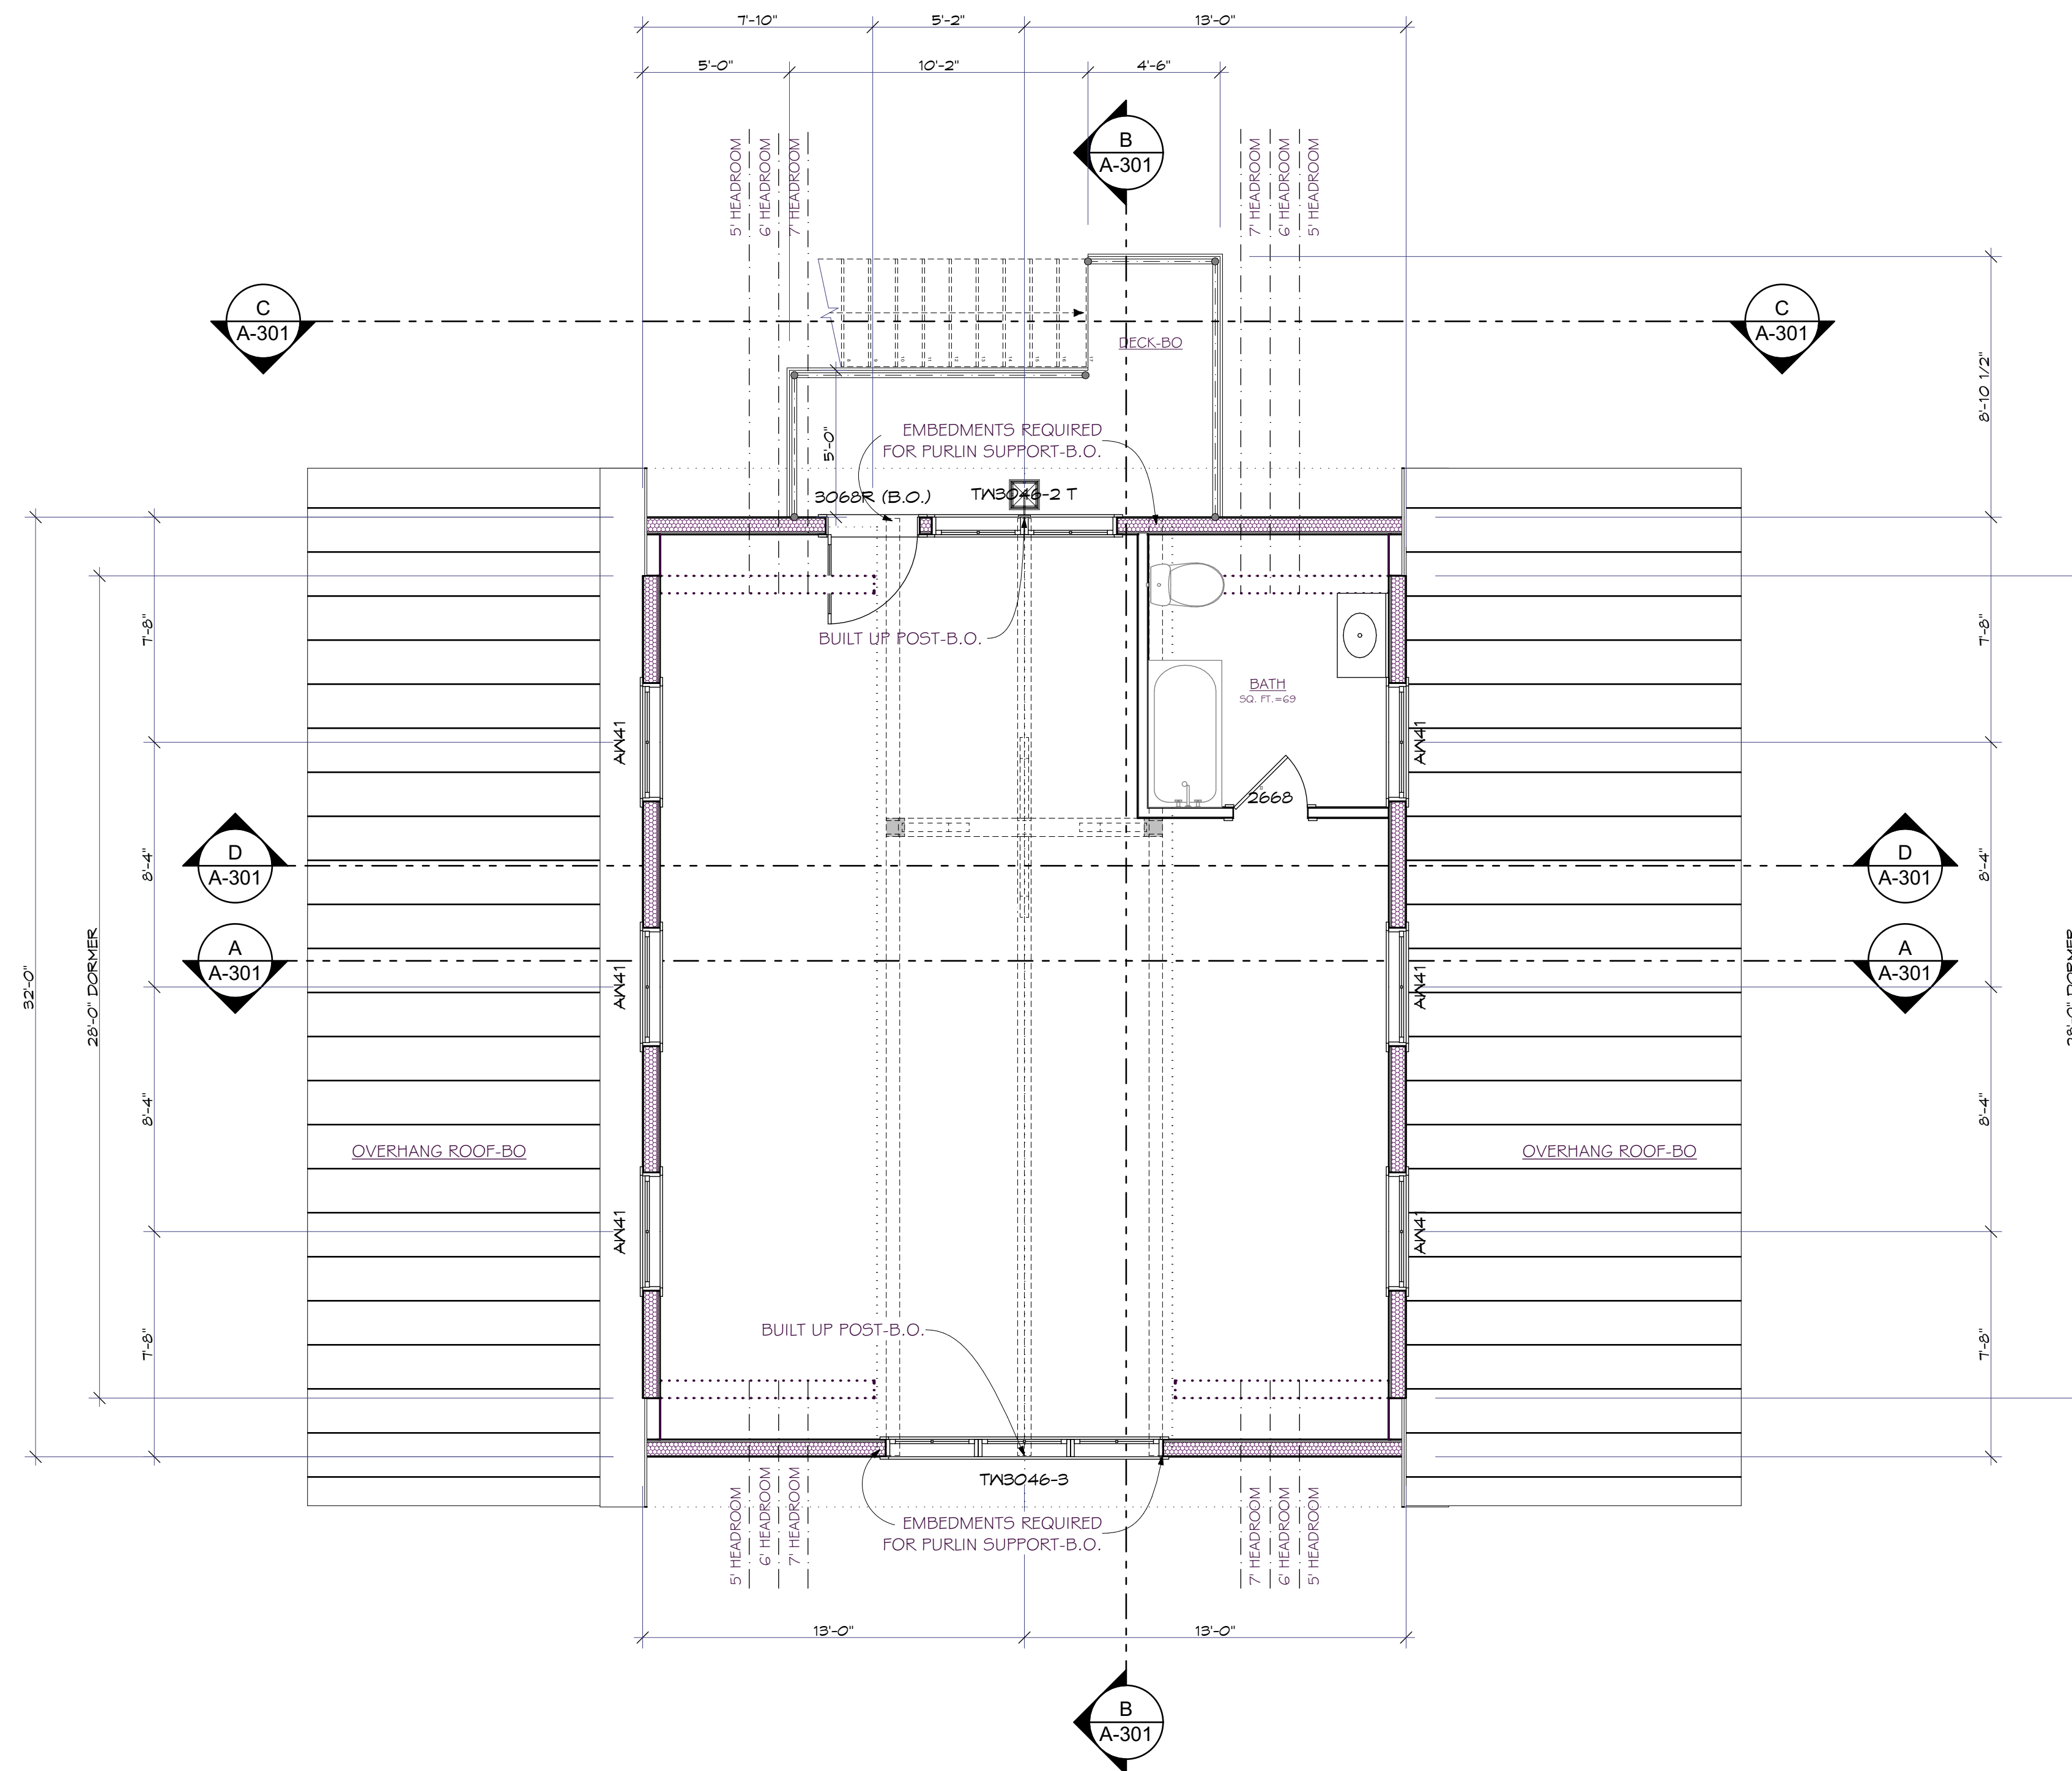 7'-10"
5'-2"
13'-0"
5'-0"
10'-2"
4'-6"
B
A-301
5' HEADROOM
6' HEADROOM
7' HEADROOM
7' HEADROOM
6' HEADROOM
5' HEADROOM
C
A-301
C
A-301
DECK-BO
8'-10 1/2"
5'-0"
EMBEDMENTS REQUIRED
FOR PURLIN SUPPORT-B.O.
3068R (B.O.)
TW3046-2 T
BUILT UP POST-B.O.
7'-8"
7'-8"
BATH
SQ. FT.=69
AW41
AW41
2668
D
A-301
D
A-301
8'-4"
8'-4"
A
A-301
A
A-301
32'-0"
28'-0" DORMER
28'-0" DORMER
AW41
AW41
8'-4"
8'-4"
OVERHANG ROOF-BO
OVERHANG ROOF-BO
AW41
AW41
BUILT UP POST-B.O.
7'-8"
7'-8"
TW3046-3
EMBEDMENTS REQUIRED
FOR PURLIN SUPPORT-B.O.
5' HEADROOM
6' HEADROOM
7' HEADROOM
7' HEADROOM
6' HEADROOM
5' HEADROOM
13'-0"
13'-0"
B
A-301